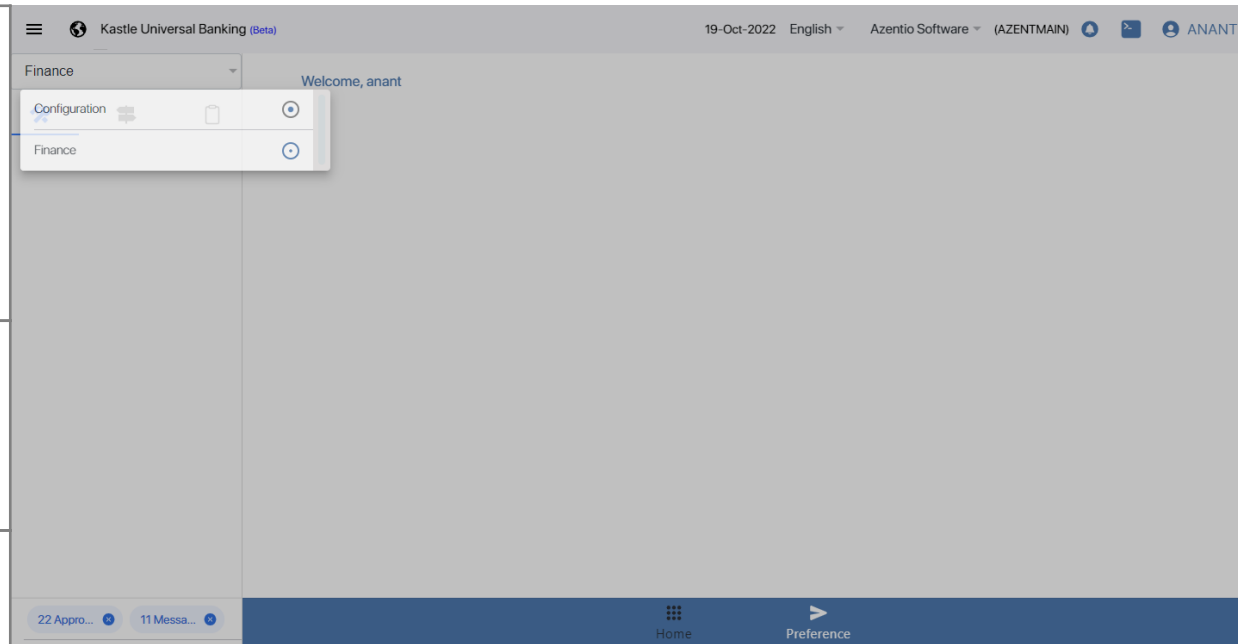 Kastle Universal Banking (Beta) 19-Oct-2022 English Azentio Software (AZENTMAIN) ANANT
Finance
Welcome, anant
Configuration
Finance
22 Appro... 11 Messa...
Home Preference